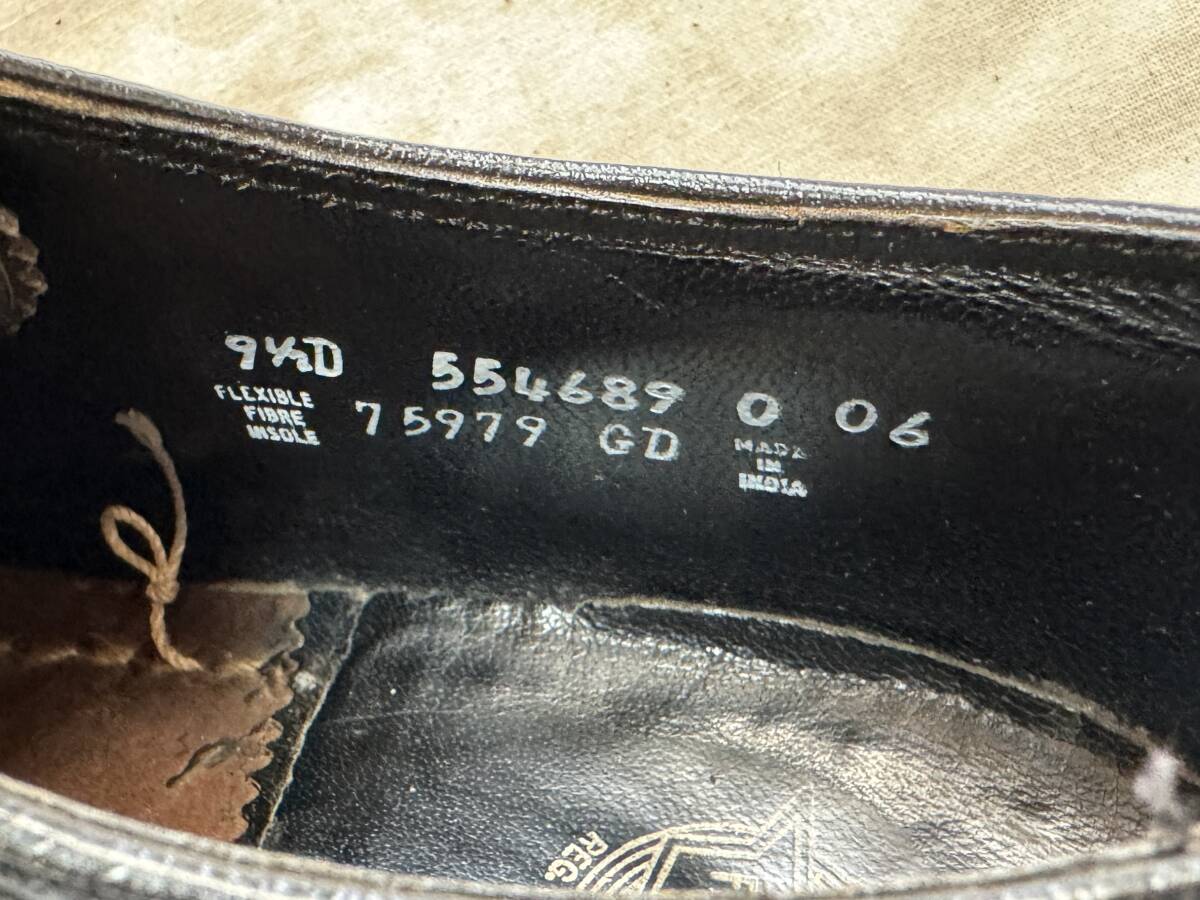 9½D 554689 0 06
FLEXIBLE
FIBRE
INSOLE
75979 GD
MADE
IN
INDIA
REG.